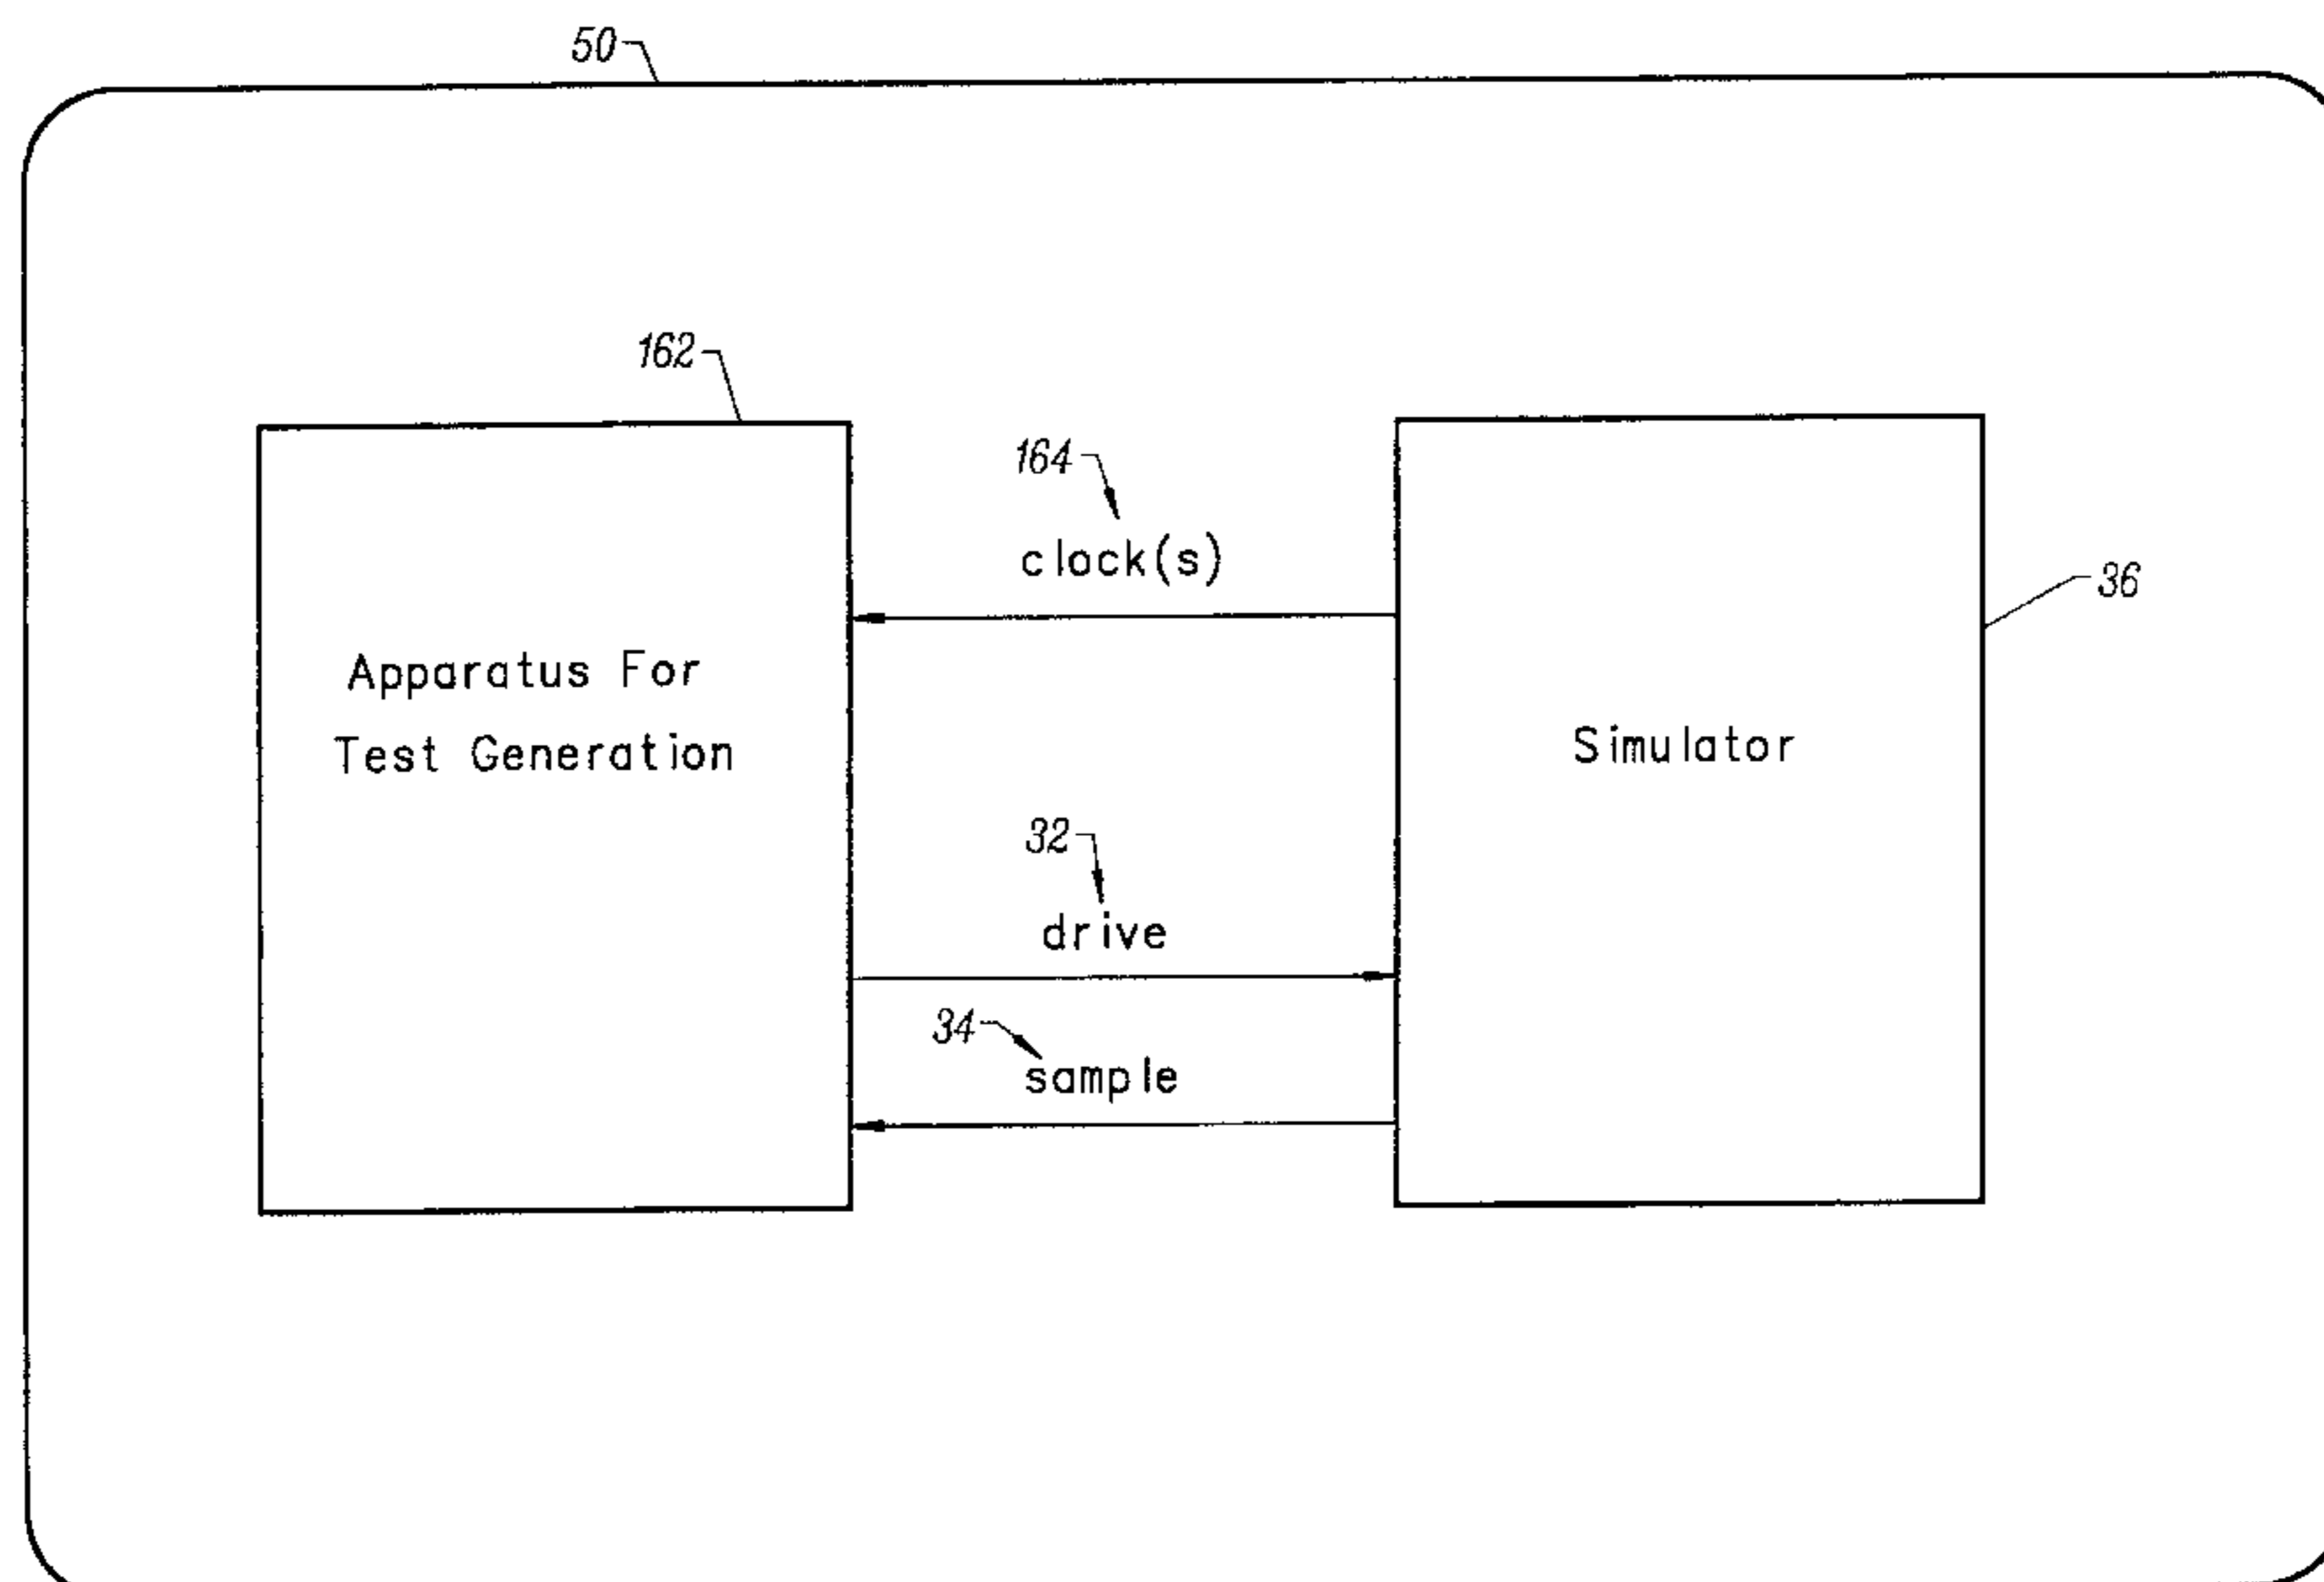 50
162
164
clock(s)
36
Apparatus For
Test Generation
Simulator
32
drive
34
sample